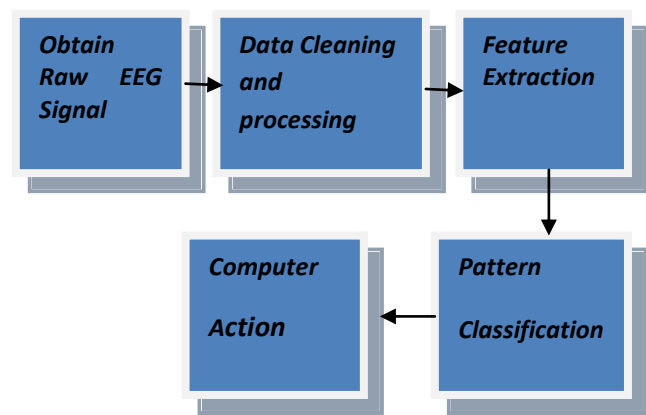 Obtain
Raw EEG
Signal
Data Cleaning
and
processing
Feature
Extraction
Pattern
Classification
Computer
Action